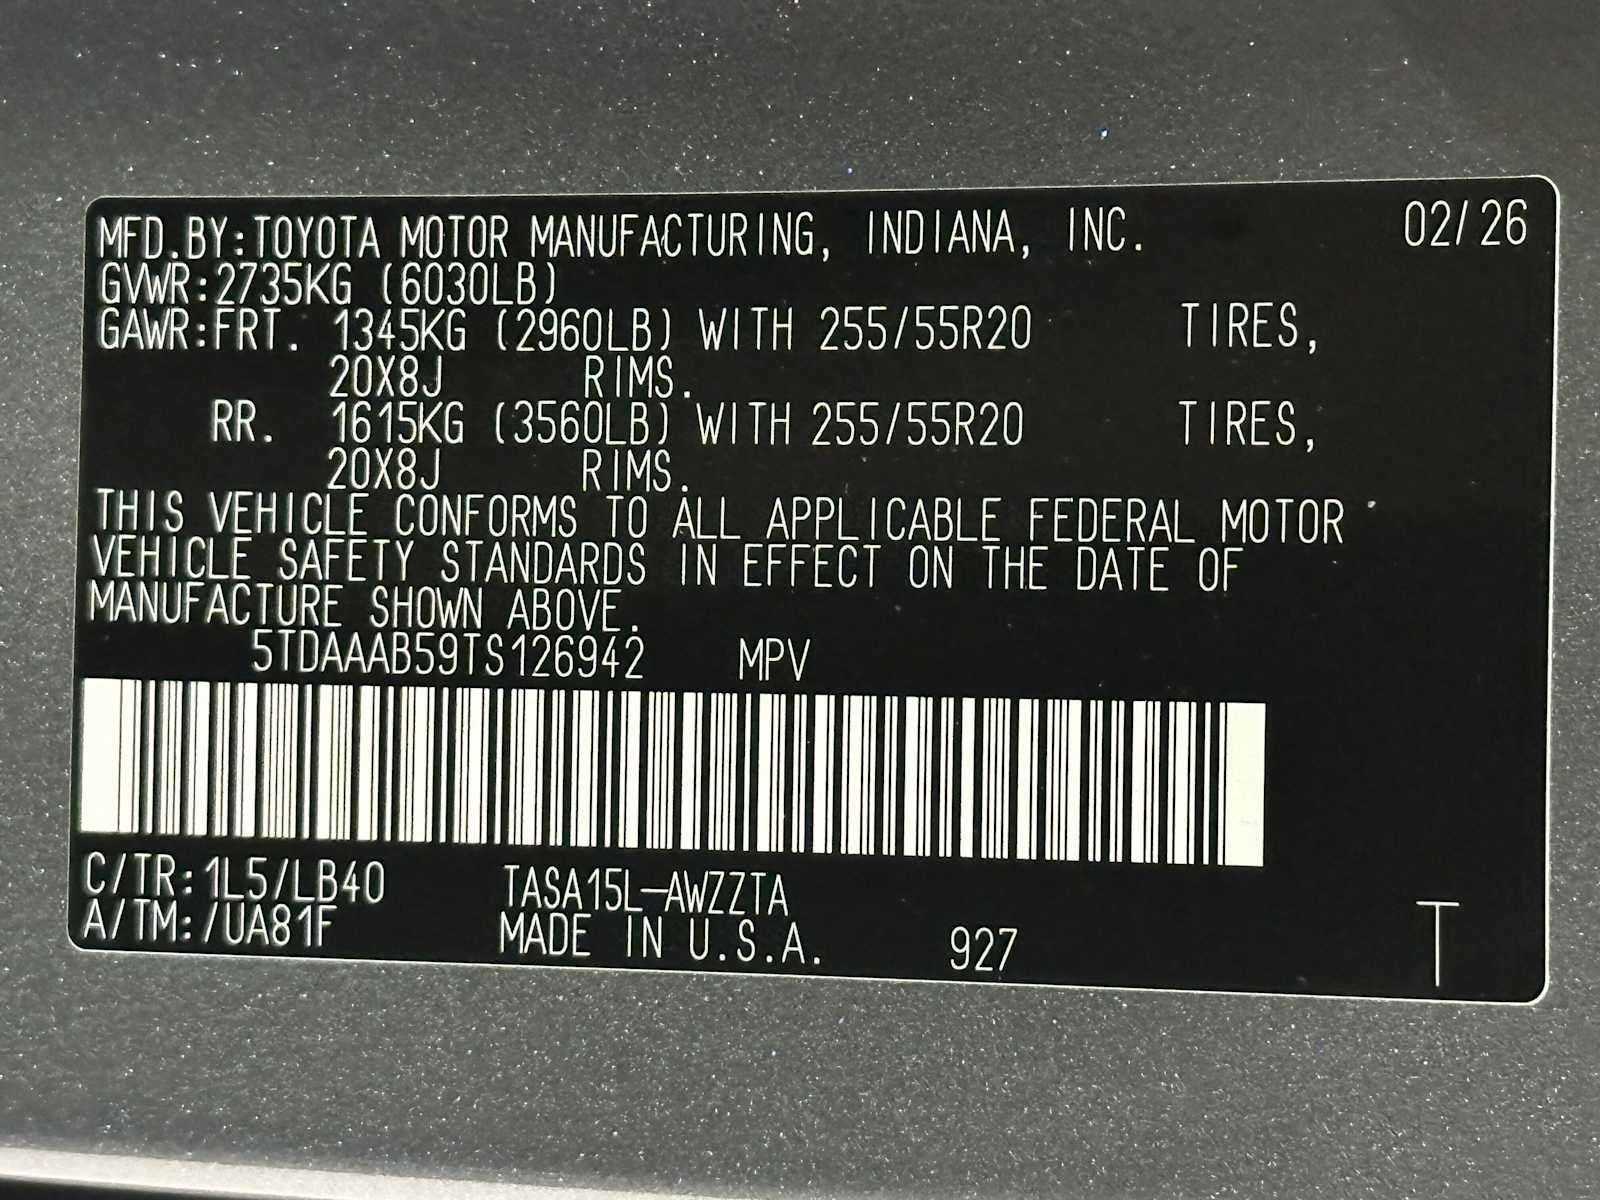 MFD.BY:TOYOTA MOTOR MANUFACTURING, INDIANA, INC. 02/26
GVWR:2735KG (6030LB)
GAWR:FRT. 1345KG (2960LB) WITH 255/55R20 TIRES,
20X8J RIMS.
RR. 1615KG (3560LB) WITH 255/55R20 TIRES,
20X8J RIMS.
THIS VEHICLE CONFORMS TO ALL APPLICABLE FEDERAL MOTOR
VEHICLE SAFETY STANDARDS IN EFFECT ON THE DATE OF
MANUFACTURE SHOWN ABOVE.
5TDAAAB59TS126942 MPV
C/TR:1L5/LB40 TASA15L-AWZZTA
A/TM:/UA81F MADE IN U.S.A. 927 T